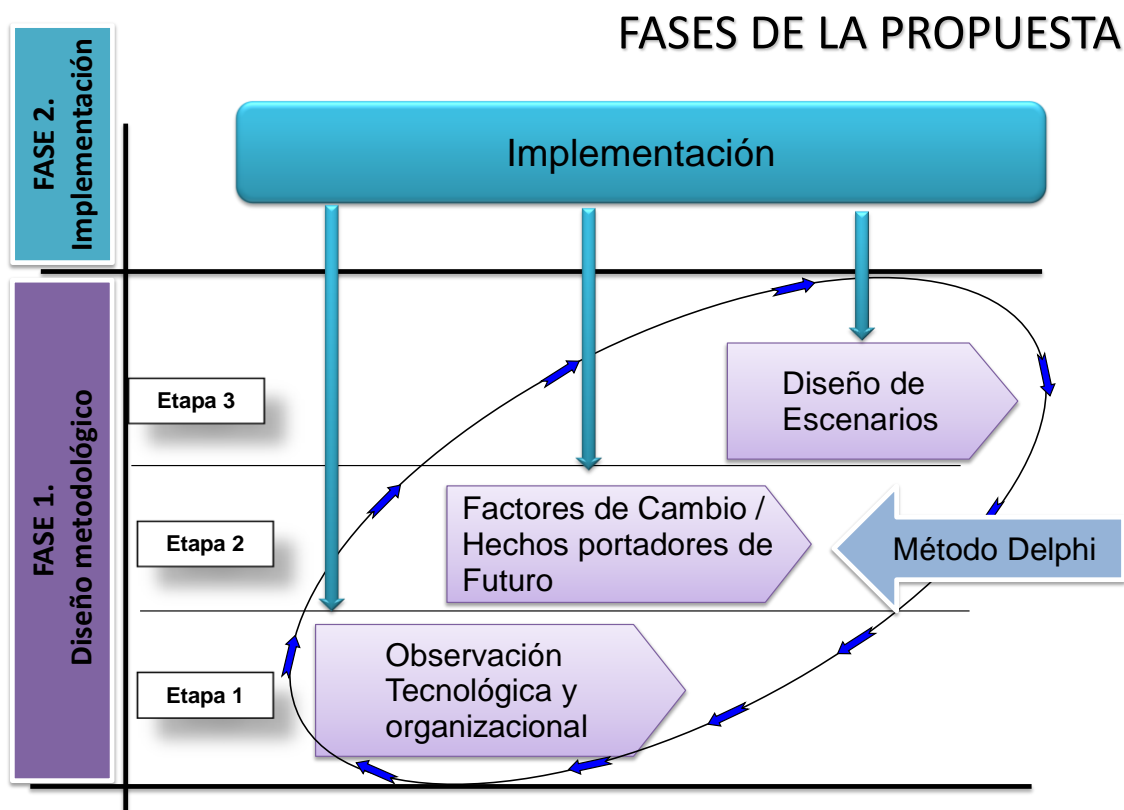 FASES DE LA PROPUESTA
FASE 2.
Implementación
Implementación
FASE 1.
Diseño metodológico
Etapa 3
Diseño de
Escenarios
Etapa 2
Factores de Cambio /
Hechos portadores de
Futuro
Método Delphi
Etapa 1
Observación
Tecnológica y
organizacional